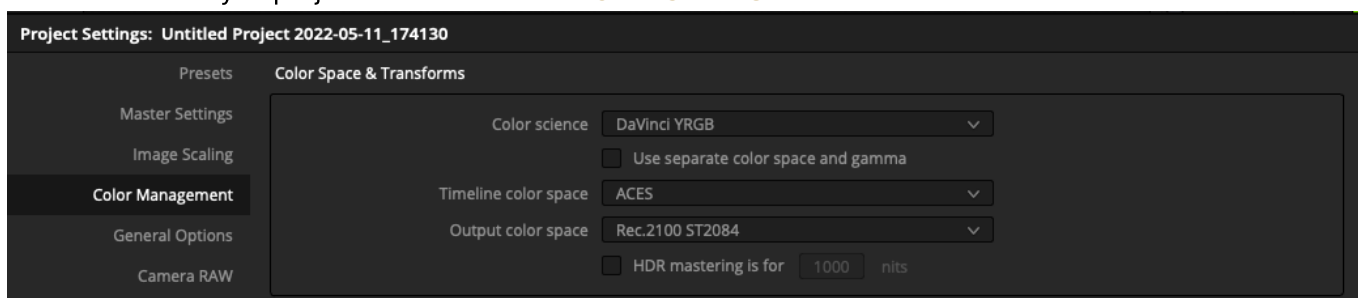 Project Settings: Untitled Project 2022-05-11_174130
Presets
Color Space & Transforms
Master Settings
Color science DaVinci YRGB
Image Scaling
Use separate color space and gamma
Color Management
Timeline color space ACES
General Options
Output color space Rec.2100 ST2084
Camera RAW
HDR mastering is for 1000 nits